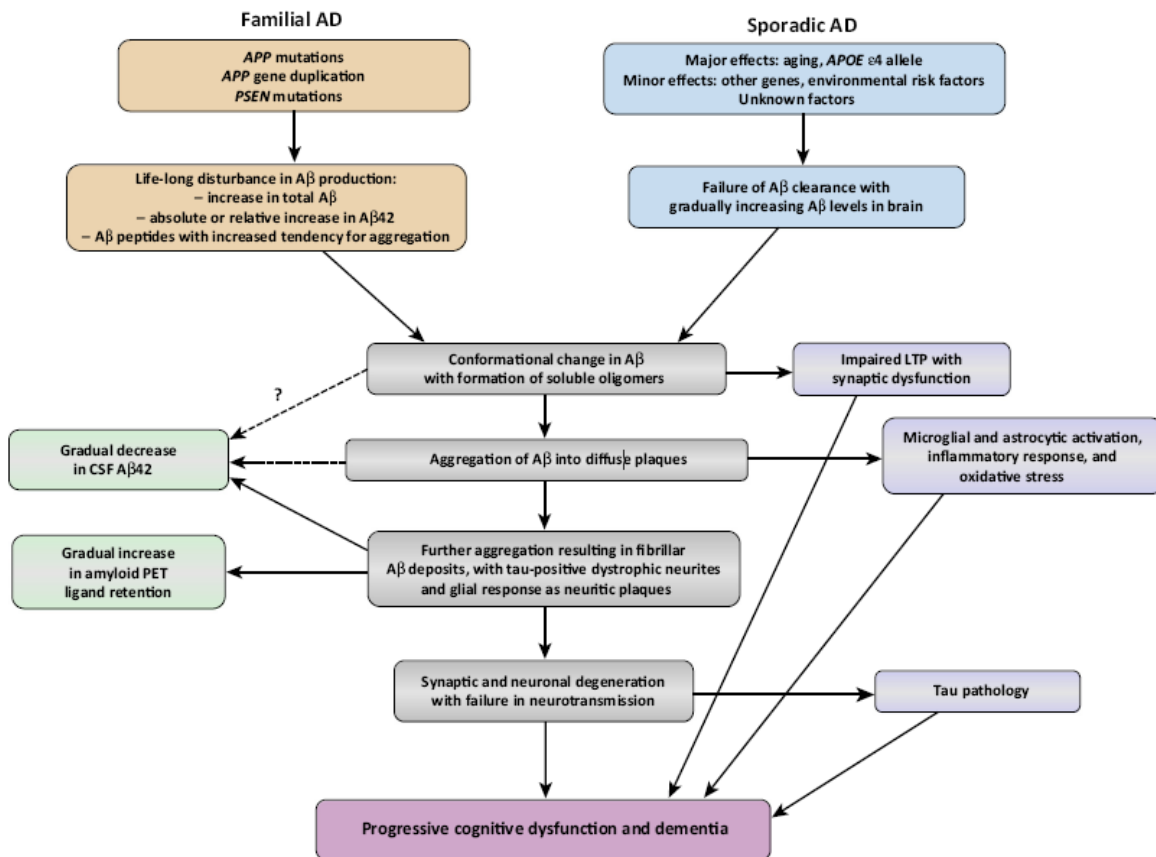 Familial AD
APP mutations
APP gene duplication
PSEN mutations
Life-long disturbance in Aβ production:
– increase in total Aβ
– absolute or relative increase in Aβ42
– Aβ peptides with increased tendency for aggregation
Sporadic AD
Major effects: aging, APOE ε4 allele
Minor effects: other genes, environmental risk factors
Unknown factors
Failure of Aβ clearance with
gradually increasing Aβ levels in brain
Conformational change in Aβ
with formation of soluble oligomers
Impaired LTP with
synaptic dysfunction
?
Gradual decrease
in CSF Aβ42
Aggregation of Aβ into diffuse plaques
Microglial and astrocytic activation,
inflammatory response, and
oxidative stress
Gradual increase
in amyloid PET
ligand retention
Further aggregation resulting in fibrillar
Aβ deposits, with tau-positive dystrophic neurites
and glial response as neuritic plaques
Synaptic and neuronal degeneration
with failure in neurotransmission
Tau pathology
Progressive cognitive dysfunction and dementia